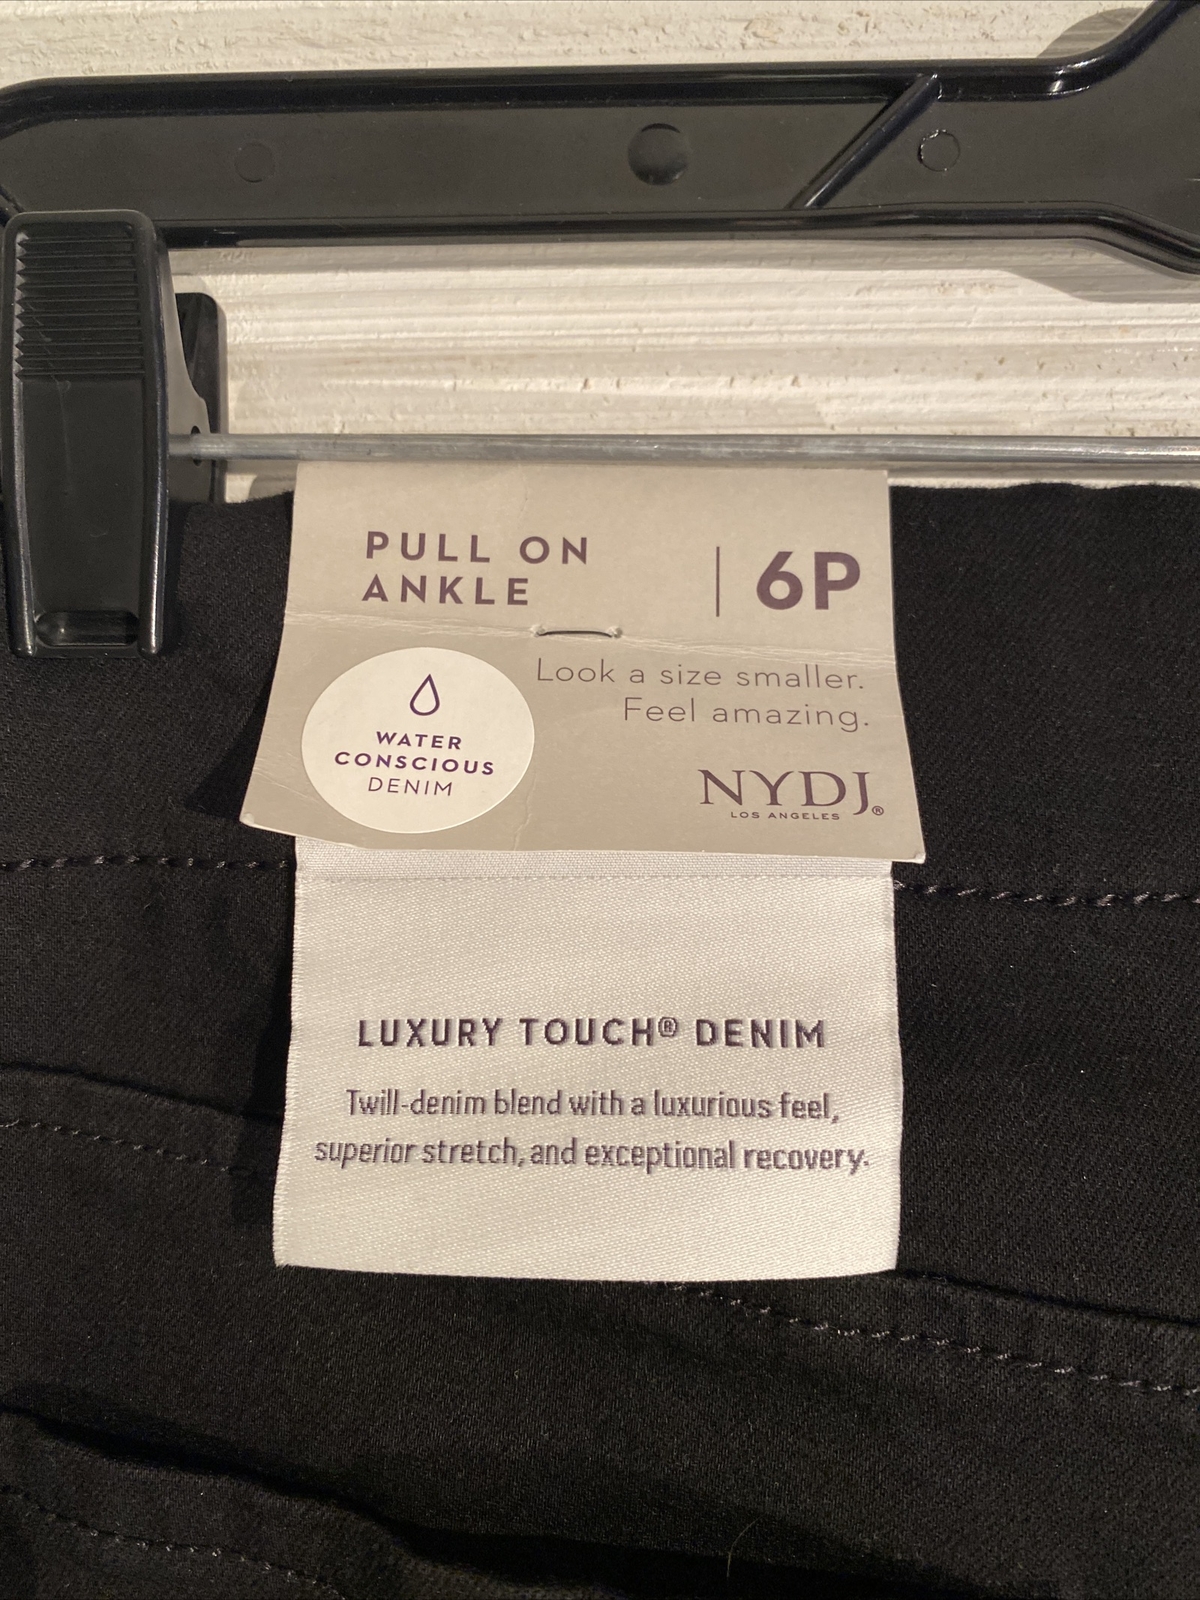 PULL ON
ANKLE
6P
Look a size smaller.
Feel amazing.
WATER
CONSCIOUS
DENIM
NYDJ®
LOS ANGELES
LUXURY TOUCH® DENIM
Twill-denim blend with a luxurious feel,
superior stretch, and exceptional recovery.